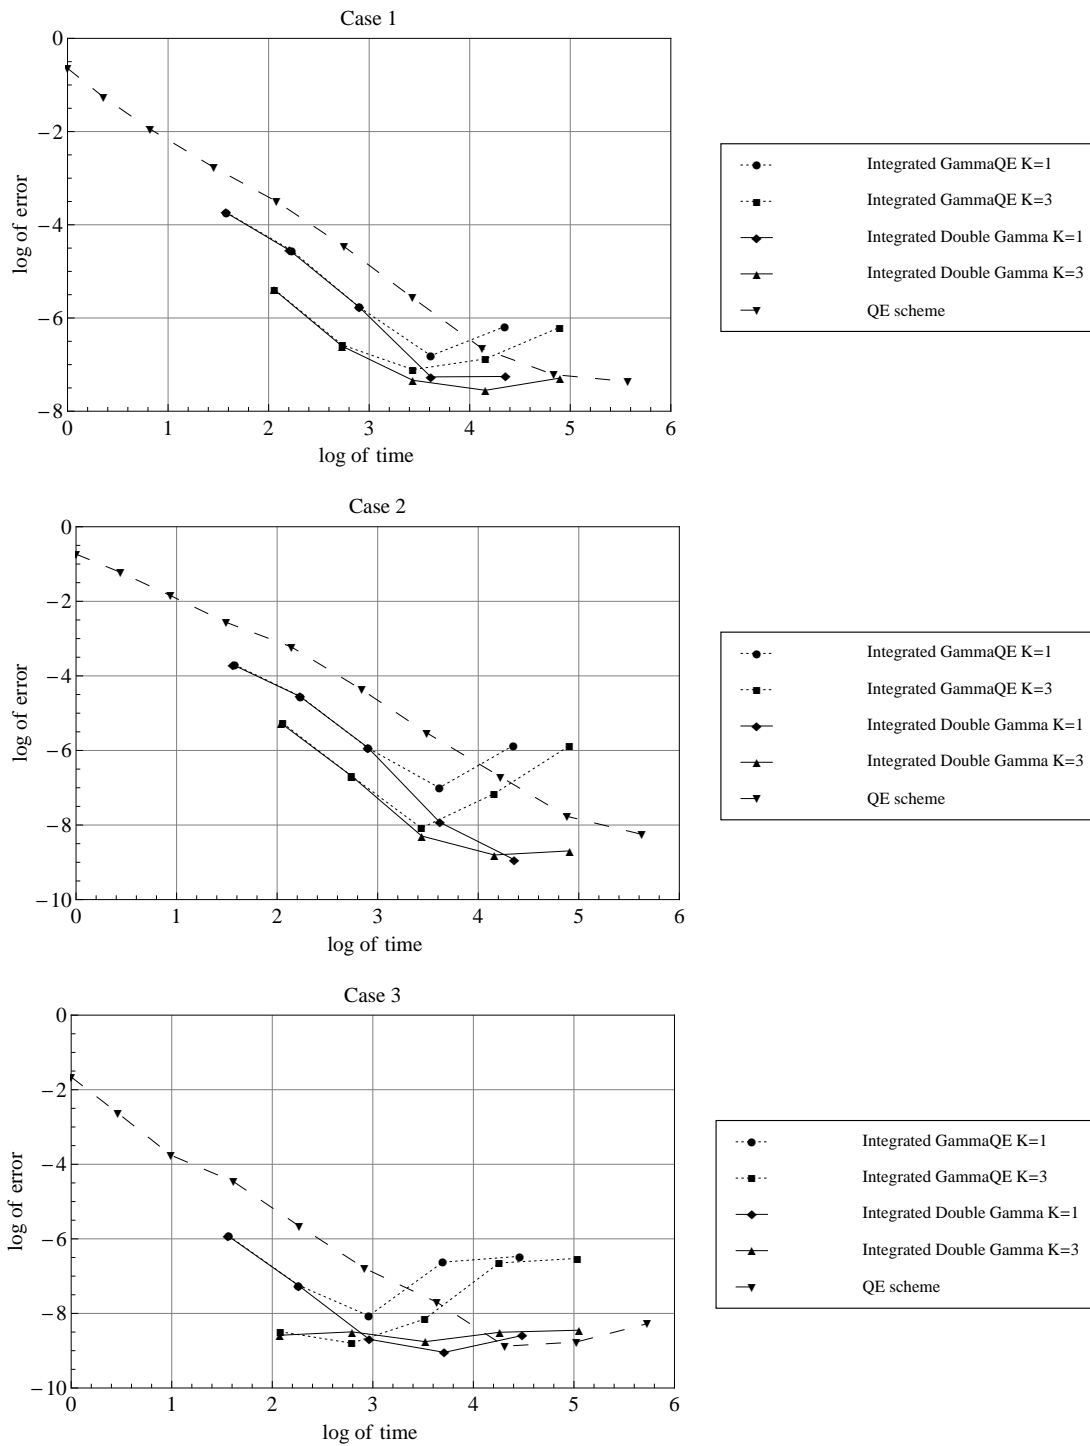 Case 1
0
−2
−4
−6
−8
log of error
0 1 2 3 4 5 6
log of time
Integrated GammaQE K=1
Integrated GammaQE K=3
Integrated Double Gamma K=1
Integrated Double Gamma K=3
QE scheme
Case 2
0
−2
−4
−6
−8
−10
log of error
0 1 2 3 4 5 6
log of time
Integrated GammaQE K=1
Integrated GammaQE K=3
Integrated Double Gamma K=1
Integrated Double Gamma K=3
QE scheme
Case 3
0
−2
−4
−6
−8
−10
log of error
0 1 2 3 4 5 6
log of time
Integrated GammaQE K=1
Integrated GammaQE K=3
Integrated Double Gamma K=1
Integrated Double Gamma K=3
QE scheme